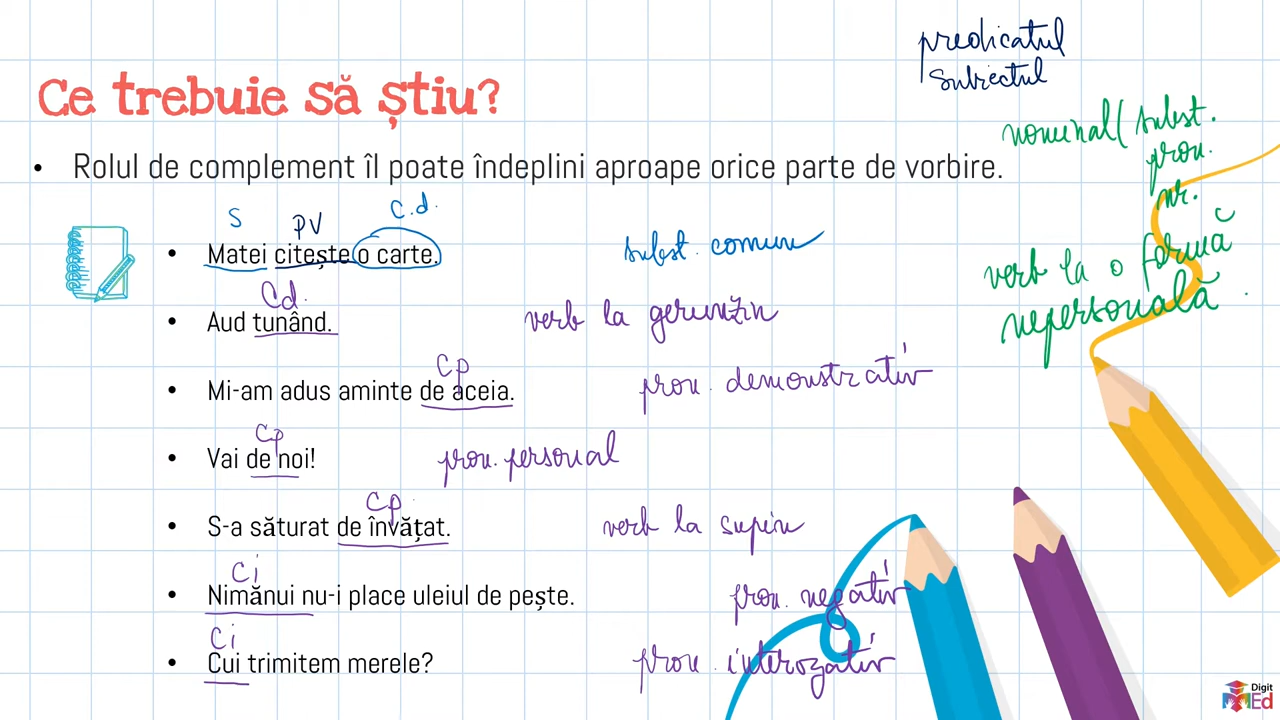 predicatul
subiectul
Ce trebuie să știu?
nominal ( subst.
pron.
nr.
• Rolul de complement îl poate îndeplini aproape orice parte de vorbire.
S PV C.d.
• Matei citește o carte. subst. comun
verb la o formă
nepersonală
Cd.
• Aud tunând. verb la gerunzin
Cp
• Mi-am adus aminte de aceia. pron. demonstrativ
Cp
• Vai de noi! pron. personal
Cp
• S-a săturat de învățat. verb la supin
Ci
• Nimănui nu-i place uleiul de pește. pron. negativ
Ci
• Cui trimitem merele? pron. interogativ
Digit
Ed